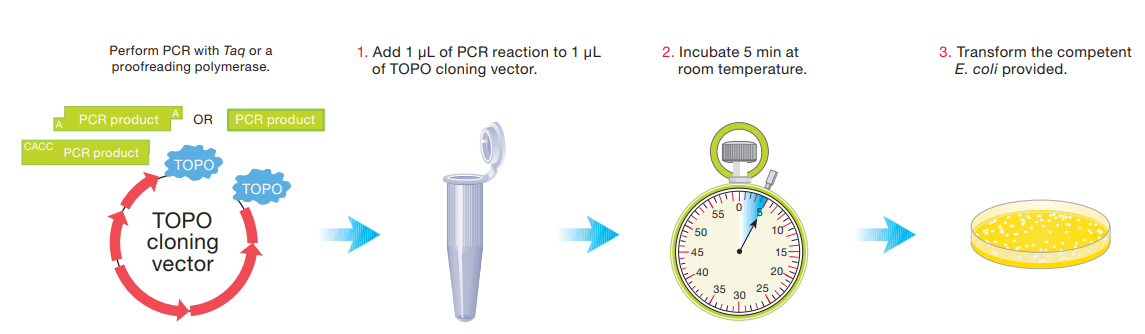 Perform PCR with Taq or a
proofreading polymerase.
1. Add 1 µL of PCR reaction to 1 µL
of TOPO cloning vector.
2. Incubate 5 min at
room temperature.
3. Transform the competent
E. coli provided.
A PCR product A
OR
PCR product
CACC PCR product
TOPO
TOPO
TOPO
cloning
vector
0
5
10
15
20
25
30
35
40
45
50
55